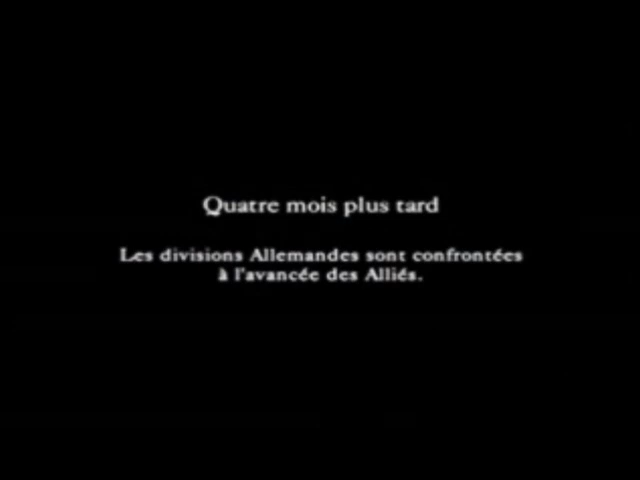 Quatre mois plus tard
Les divisions Allemandes sont confrontées
à l'avancée des Alliés.